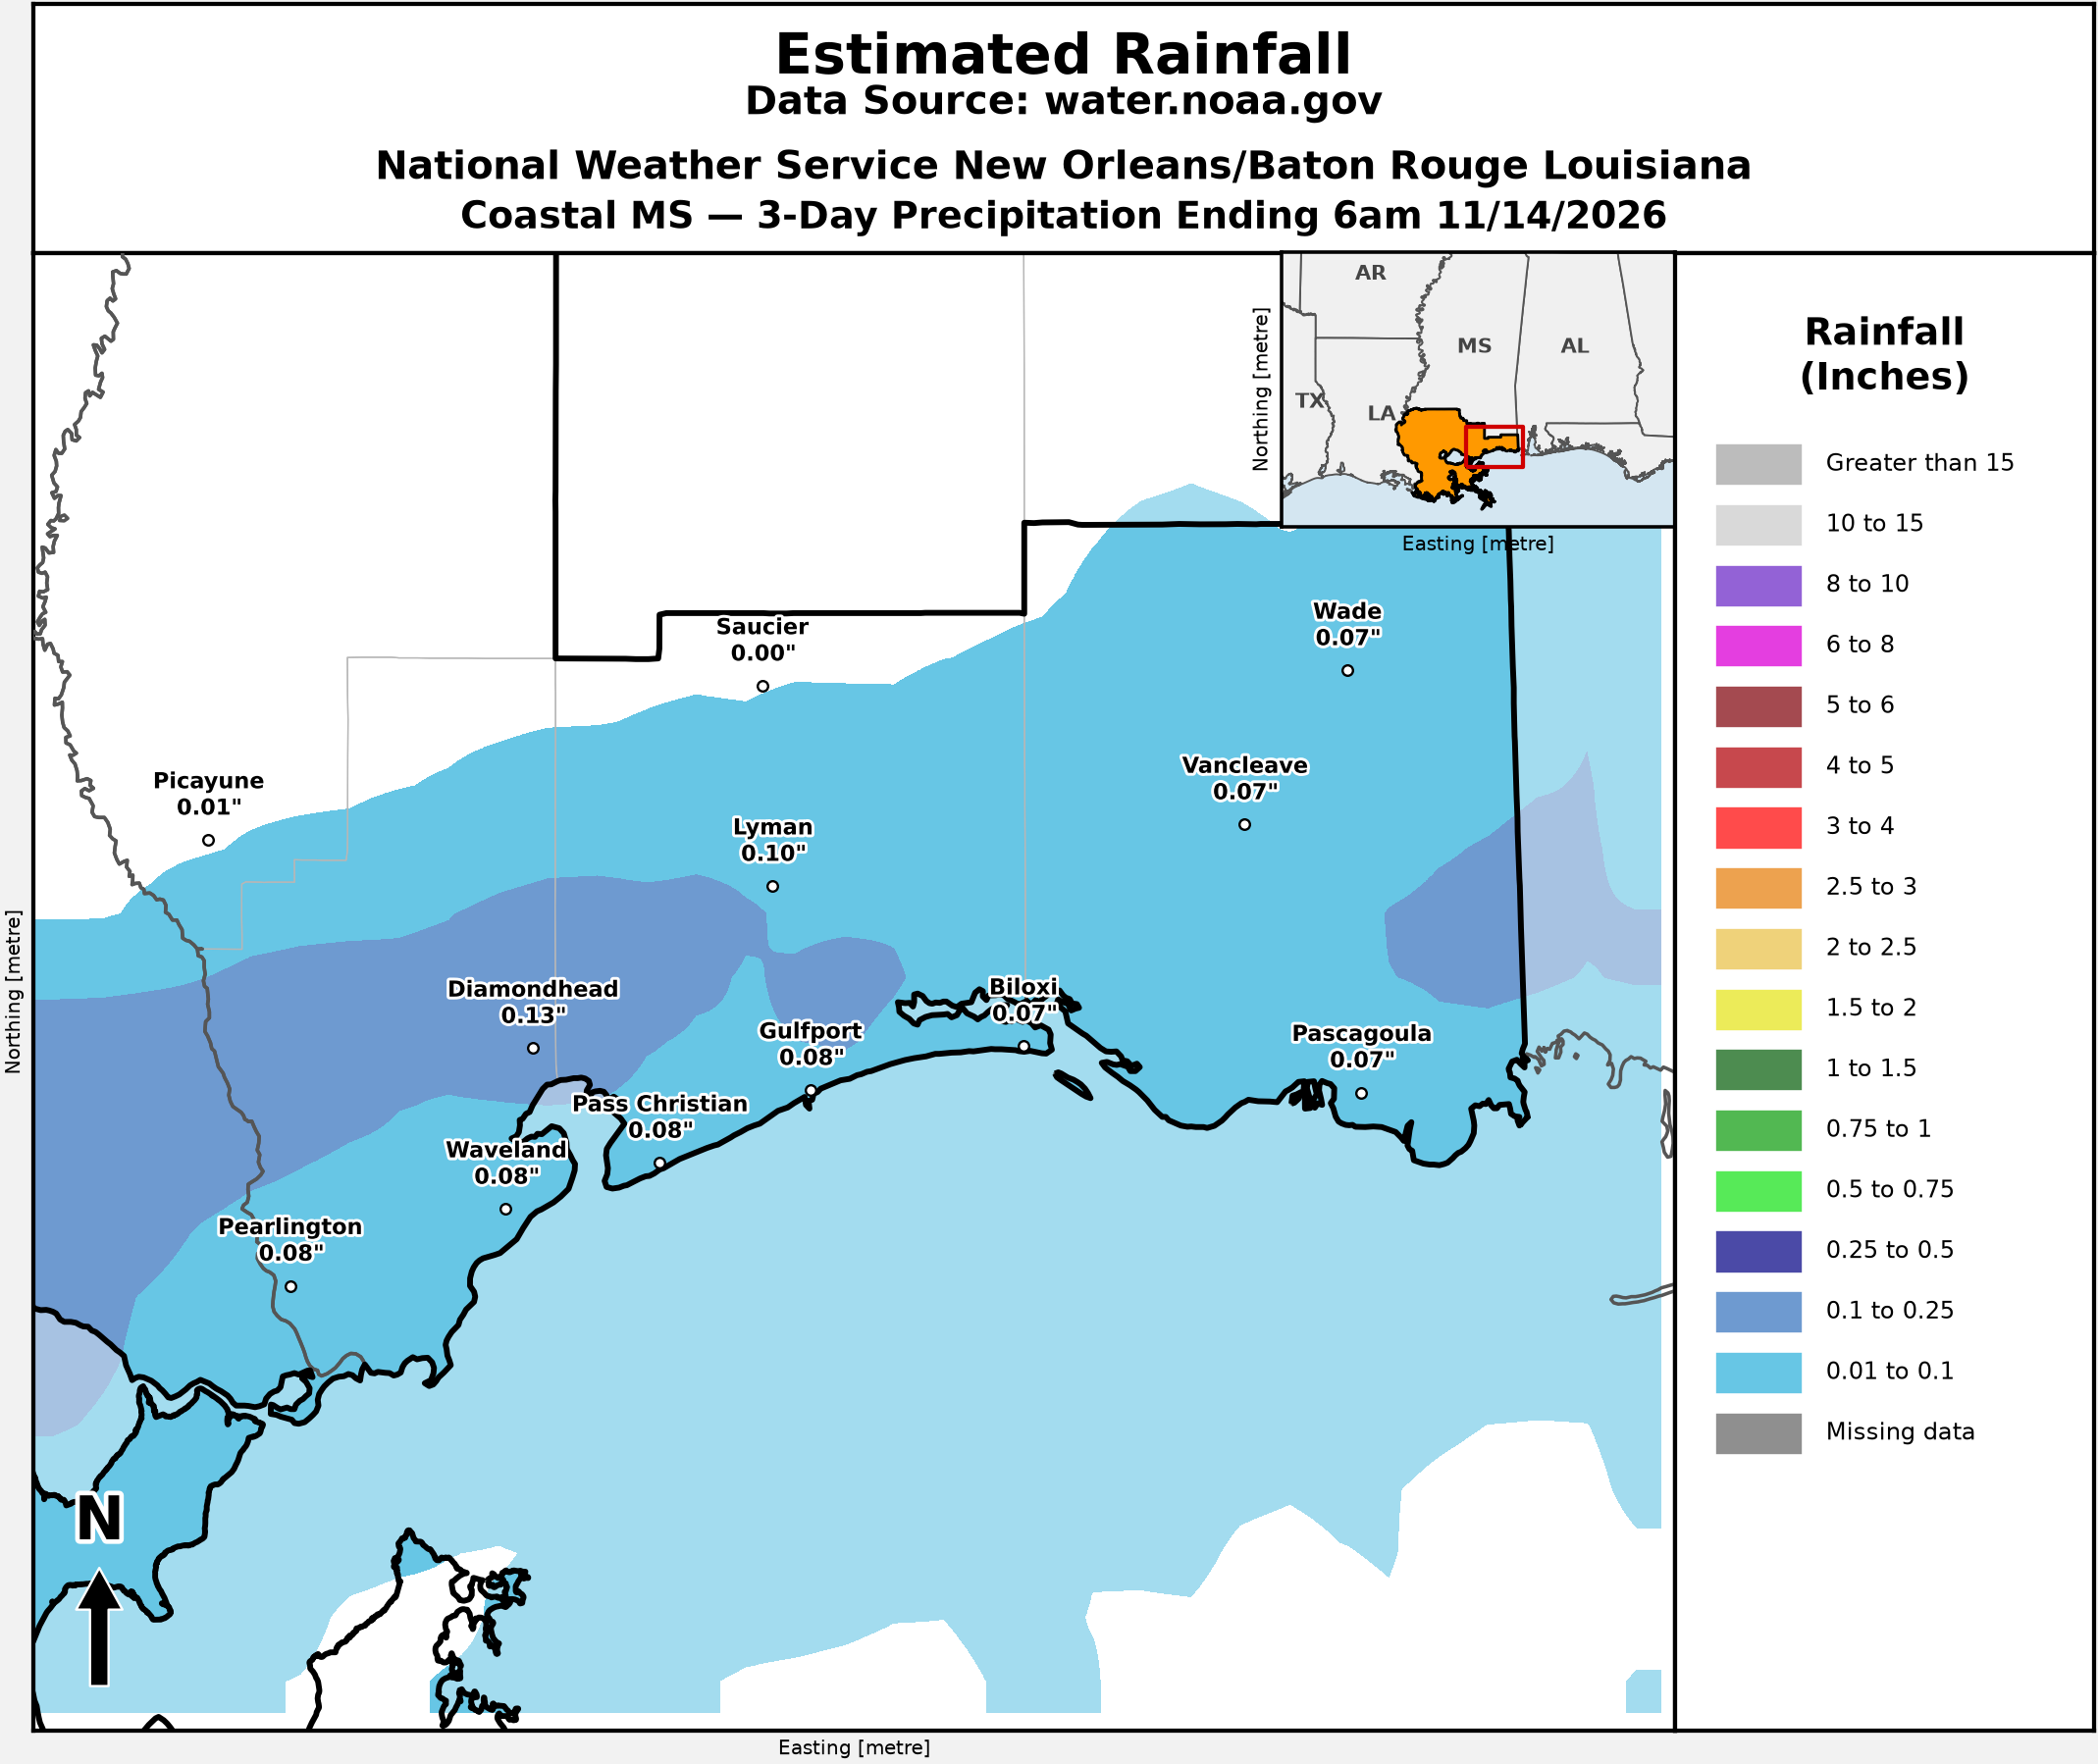 Estimated Rainfall
Data Source: water.noaa.gov
National Weather Service New Orleans/Baton Rouge Louisiana
Coastal MS — 3-Day Precipitation Ending 6am 11/14/2026
AR
MS
AL
TX
LA
Northing [metre]
Easting [metre]
Rainfall
(Inches)
Greater than 15
10 to 15
8 to 10
6 to 8
5 to 6
4 to 5
3 to 4
2.5 to 3
2 to 2.5
1.5 to 2
1 to 1.5
0.75 to 1
0.5 to 0.75
0.25 to 0.5
0.1 to 0.25
0.01 to 0.1
Missing data
Wade
0.07"
Saucier
0.00"
Vancleave
0.07"
Picayune
0.01"
Lyman
0.10"
Diamondhead
0.13"
Biloxi
0.07"
Gulfport
0.08"
Pascagoula
0.07"
Pass Christian
0.08"
Waveland
0.08"
Pearlington
0.08"
N
Northing [metre]
Easting [metre]